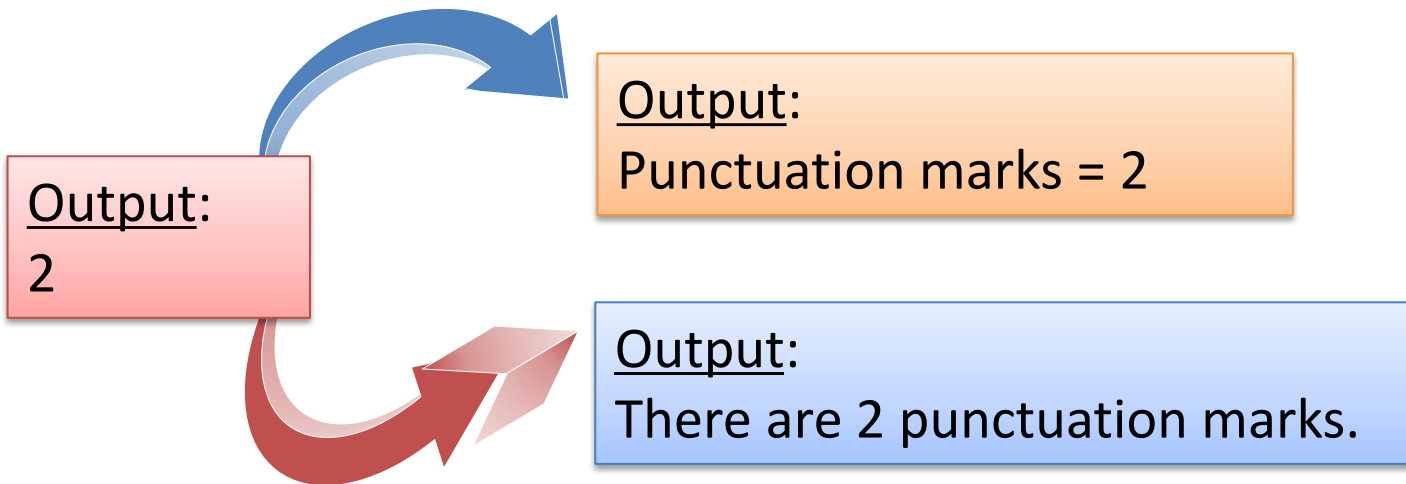 Output:
2
Output:
Punctuation marks = 2
Output:
There are 2 punctuation marks.